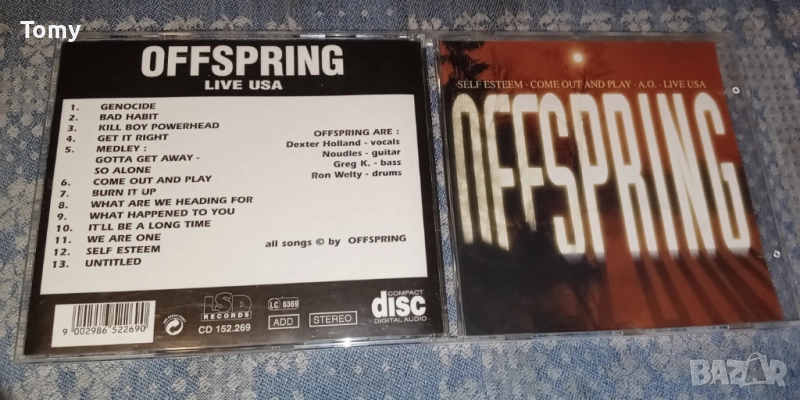 Tomy
OFFSPRING
LIVE USA
1. GENOCIDE
2. BAD HABIT
3. KILL BOY POWERHEAD
4. GET IT RIGHT
5. MEDLEY :
GOTTA GET AWAY -
SO ALONE
6. COME OUT AND PLAY
7. BURN IT UP
8. WHAT ARE WE HEADING FOR
9. WHAT HAPPENED TO YOU
10. IT'LL BE A LONG TIME
11. WE ARE ONE
12. SELF ESTEEM
13. UNTITLED
OFFSPRING ARE :
Dexter Holland - vocals
Noudles - guitar
Greg K. - bass
Ron Welty - drums
all songs © by OFFSPRING
9 002986 522690
LSD
RECORDS
CD 152.269
LC 6369
ADD
STEREO
COMPACT
disc
DIGITAL AUDIO
SELF ESTEEM · COME OUT AND PLAY · A.O. · LIVE USA
OFFSPRING
BAZAR